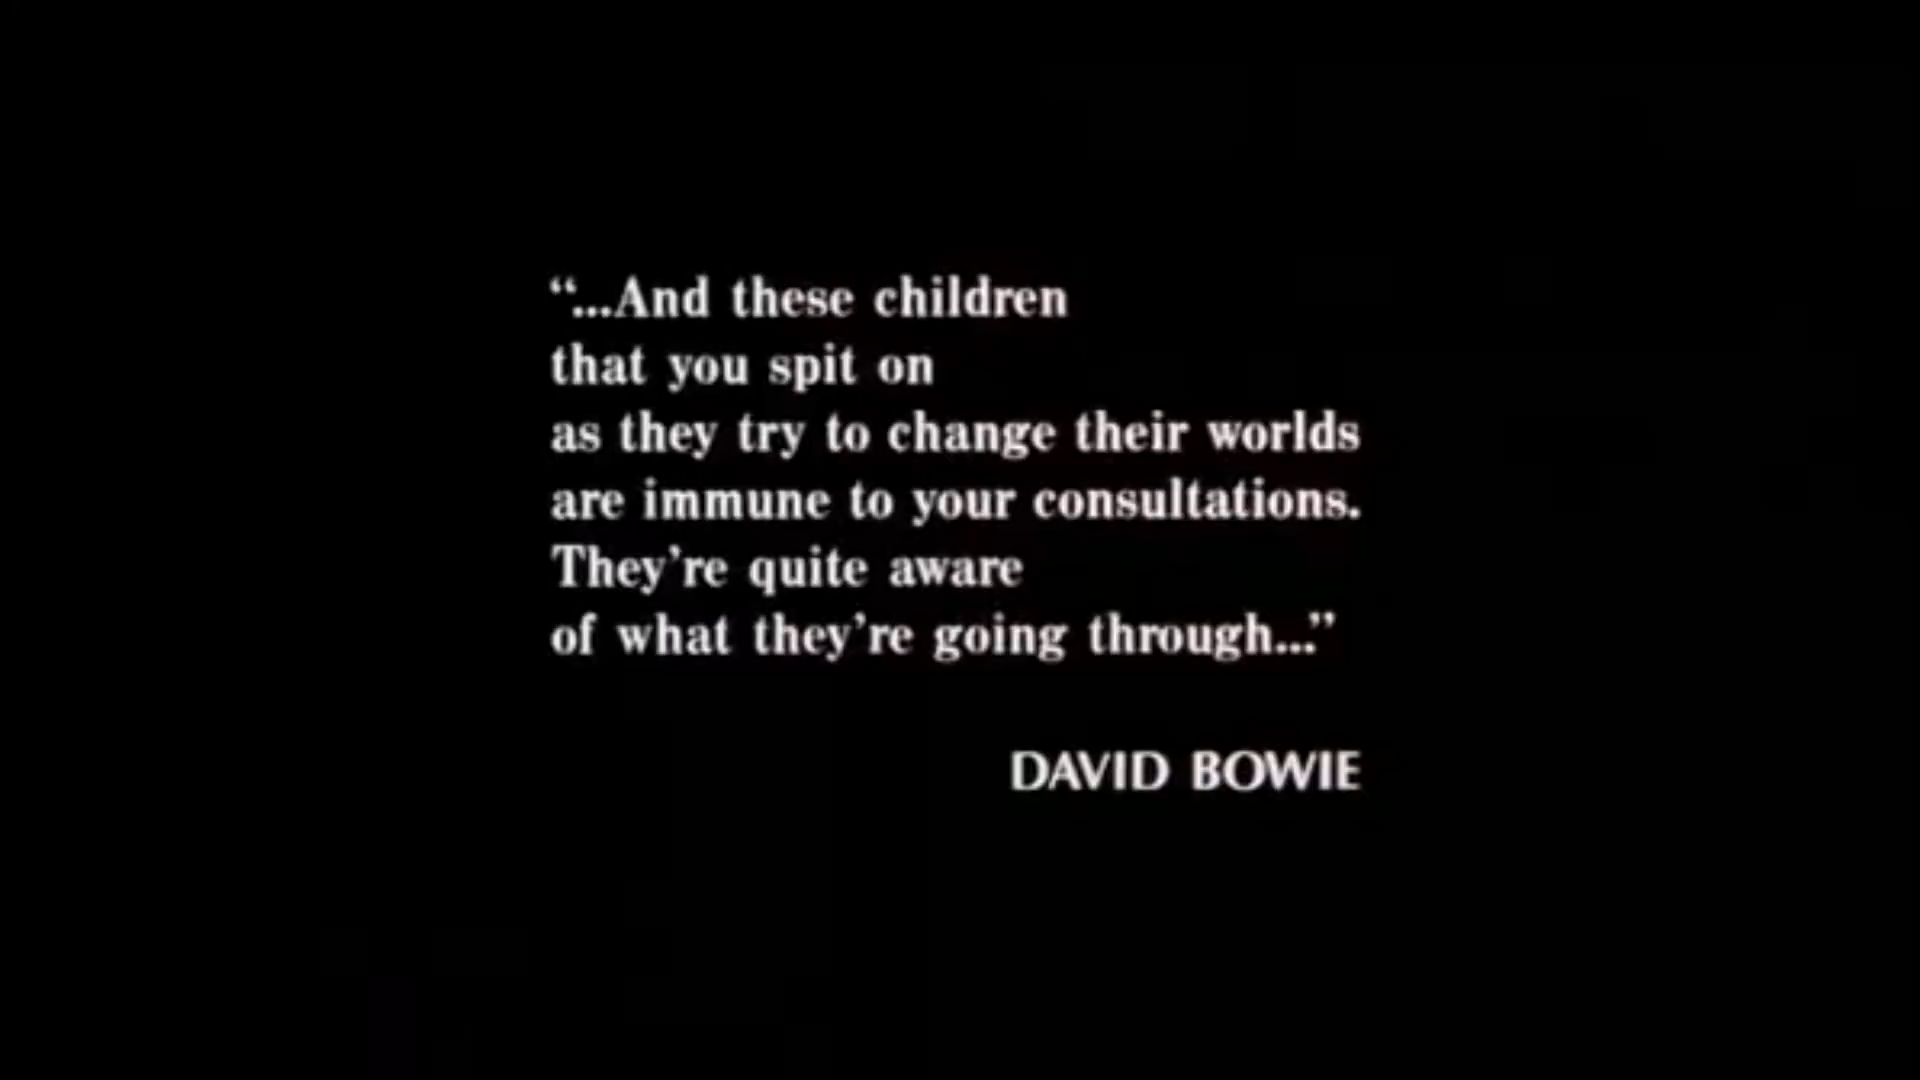 “...And these children
that you spit on
as they try to change their worlds
are immune to your consultations.
They’re quite aware
of what they’re going through...”
DAVID BOWIE